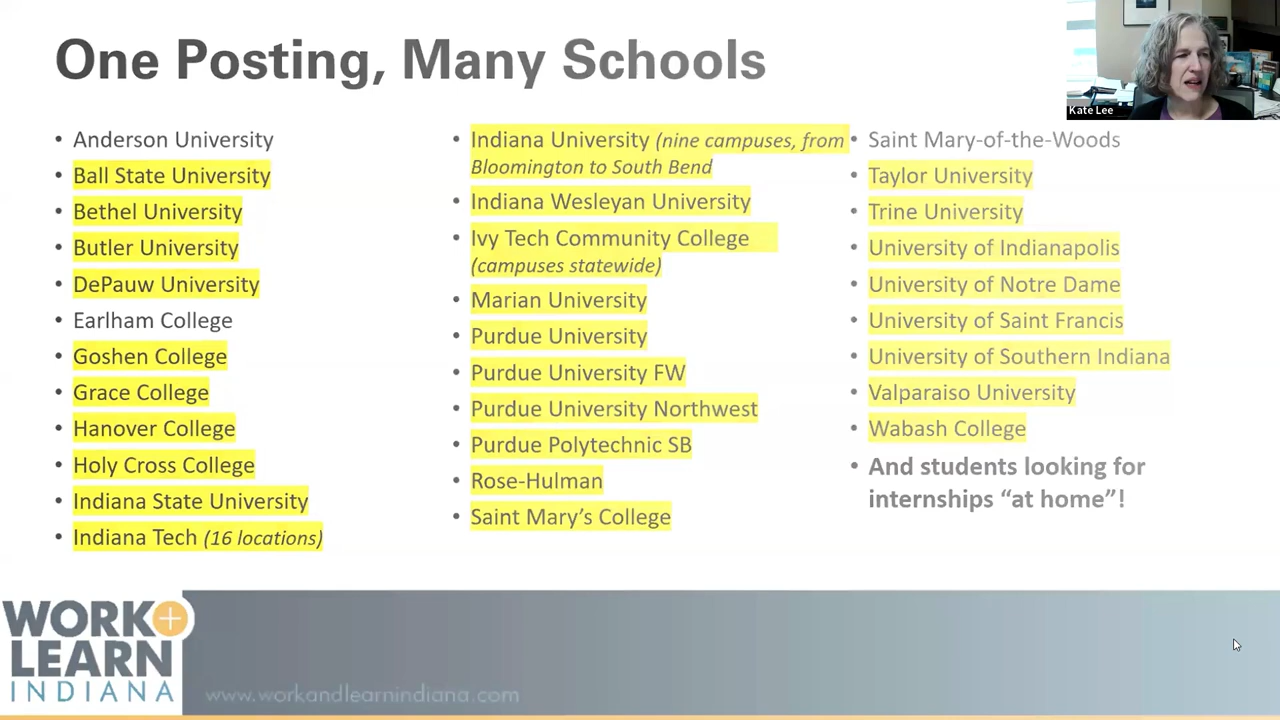 One Posting, Many Schools
Kate Lee
• Anderson University
• Ball State University
• Bethel University
• Butler University
• DePauw University
• Earlham College
• Goshen College
• Grace College
• Hanover College
• Holy Cross College
• Indiana State University
• Indiana Tech (16 locations)
• Indiana University (nine campuses, from
Bloomington to South Bend
• Indiana Wesleyan University
• Ivy Tech Community College
(campuses statewide)
• Marian University
• Purdue University
• Purdue University FW
• Purdue University Northwest
• Purdue Polytechnic SB
• Rose-Hulman
• Saint Mary’s College
• Saint Mary-of-the-Woods
• Taylor University
• Trine University
• University of Indianapolis
• University of Notre Dame
• University of Saint Francis
• University of Southern Indiana
• Valparaiso University
• Wabash College
• And students looking for
internships “at home”!
WORK+
LEARN
INDIANA
www.workandlearnindiana.com